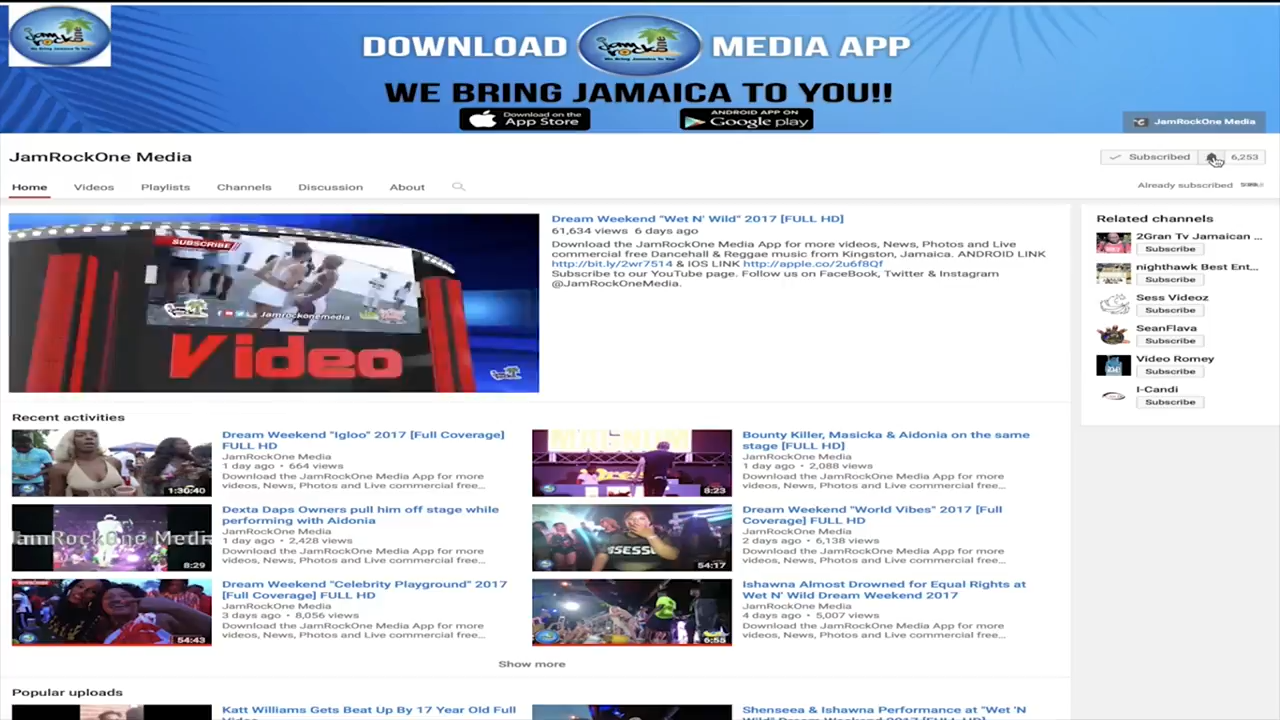 DOWNLOAD MEDIA APP
We Bring Jamaica To You
WE BRING JAMAICA TO YOU!!
Download on the App Store
ANDROID APP ON Google play
JamRockOne Media
JamRockOne Media
Subscribed 6,253
Already subscribed
Home Videos Playlists Channels Discussion About
SUBSCRIBE
Jamrockonemedia
Video
Dream Weekend "Wet N' Wild" 2017 [FULL HD]
61,634 views 6 days ago
Download the JamRockOne Media App for more videos, News, Photos and Live
commercial free Dancehall & Reggae music from Kingston, Jamaica. ANDROID LINK
http://bit.ly/2wr7514 & IOS LINK http://apple.co/2u6f8Qf
Subscribe to our YouTube page. Follow us on FaceBook, Twitter & Instagram
@JamRockOneMedia.
Related channels
2Gran Tv Jamaican ...
Subscribe
nighthawk Best Ent...
Subscribe
Sess Videoz
Subscribe
SeanFlava
Subscribe
Video Romey
Subscribe
I-Candi
Subscribe
Recent activities
Dream Weekend "Igloo" 2017 [Full Coverage]
FULL HD
JamRockOne Media
1 day ago • 664 views
Download the JamRockOne Media App for more
videos, News, Photos and Live commercial free...
1:30:40
Bounty Killer, Masicka & Aidonia on the same
stage [FULL HD]
JamRockOne Media
1 day ago • 2,088 views
Download the JamRockOne Media App for more
videos, News, Photos and Live commercial free...
8:23
Dexta Daps Owners pull him off stage while
performing with Aidonia
JamRockOne Media
1 day ago • 2,428 views
Download the JamRockOne Media App for more
videos, News, Photos and Live commercial free...
JamRockOne Medi
8:29
Dream Weekend "World Vibes" 2017 [Full
Coverage] FULL HD
JamRockOne Media
2 days ago • 6,138 views
Download the JamRockOne Media App for more
videos, News, Photos and Live commercial free...
54:17
Dream Weekend "Celebrity Playground" 2017
[Full Coverage] FULL HD
JamRockOne Media
3 days ago • 8,056 views
Download the JamRockOne Media App for more
videos, News, Photos and Live commercial free...
54:43
Ishawna Almost Drowned for Equal Rights at
Wet N' Wild Dream Weekend 2017
JamRockOne Media
4 days ago • 5,007 views
Download the JamRockOne Media App for more
videos, News, Photos and Live commercial free...
6:55
Show more
Popular uploads
Katt Williams Gets Beat Up By 17 Year Old Full
Shenseea & Ishawna Performance at "Wet 'N